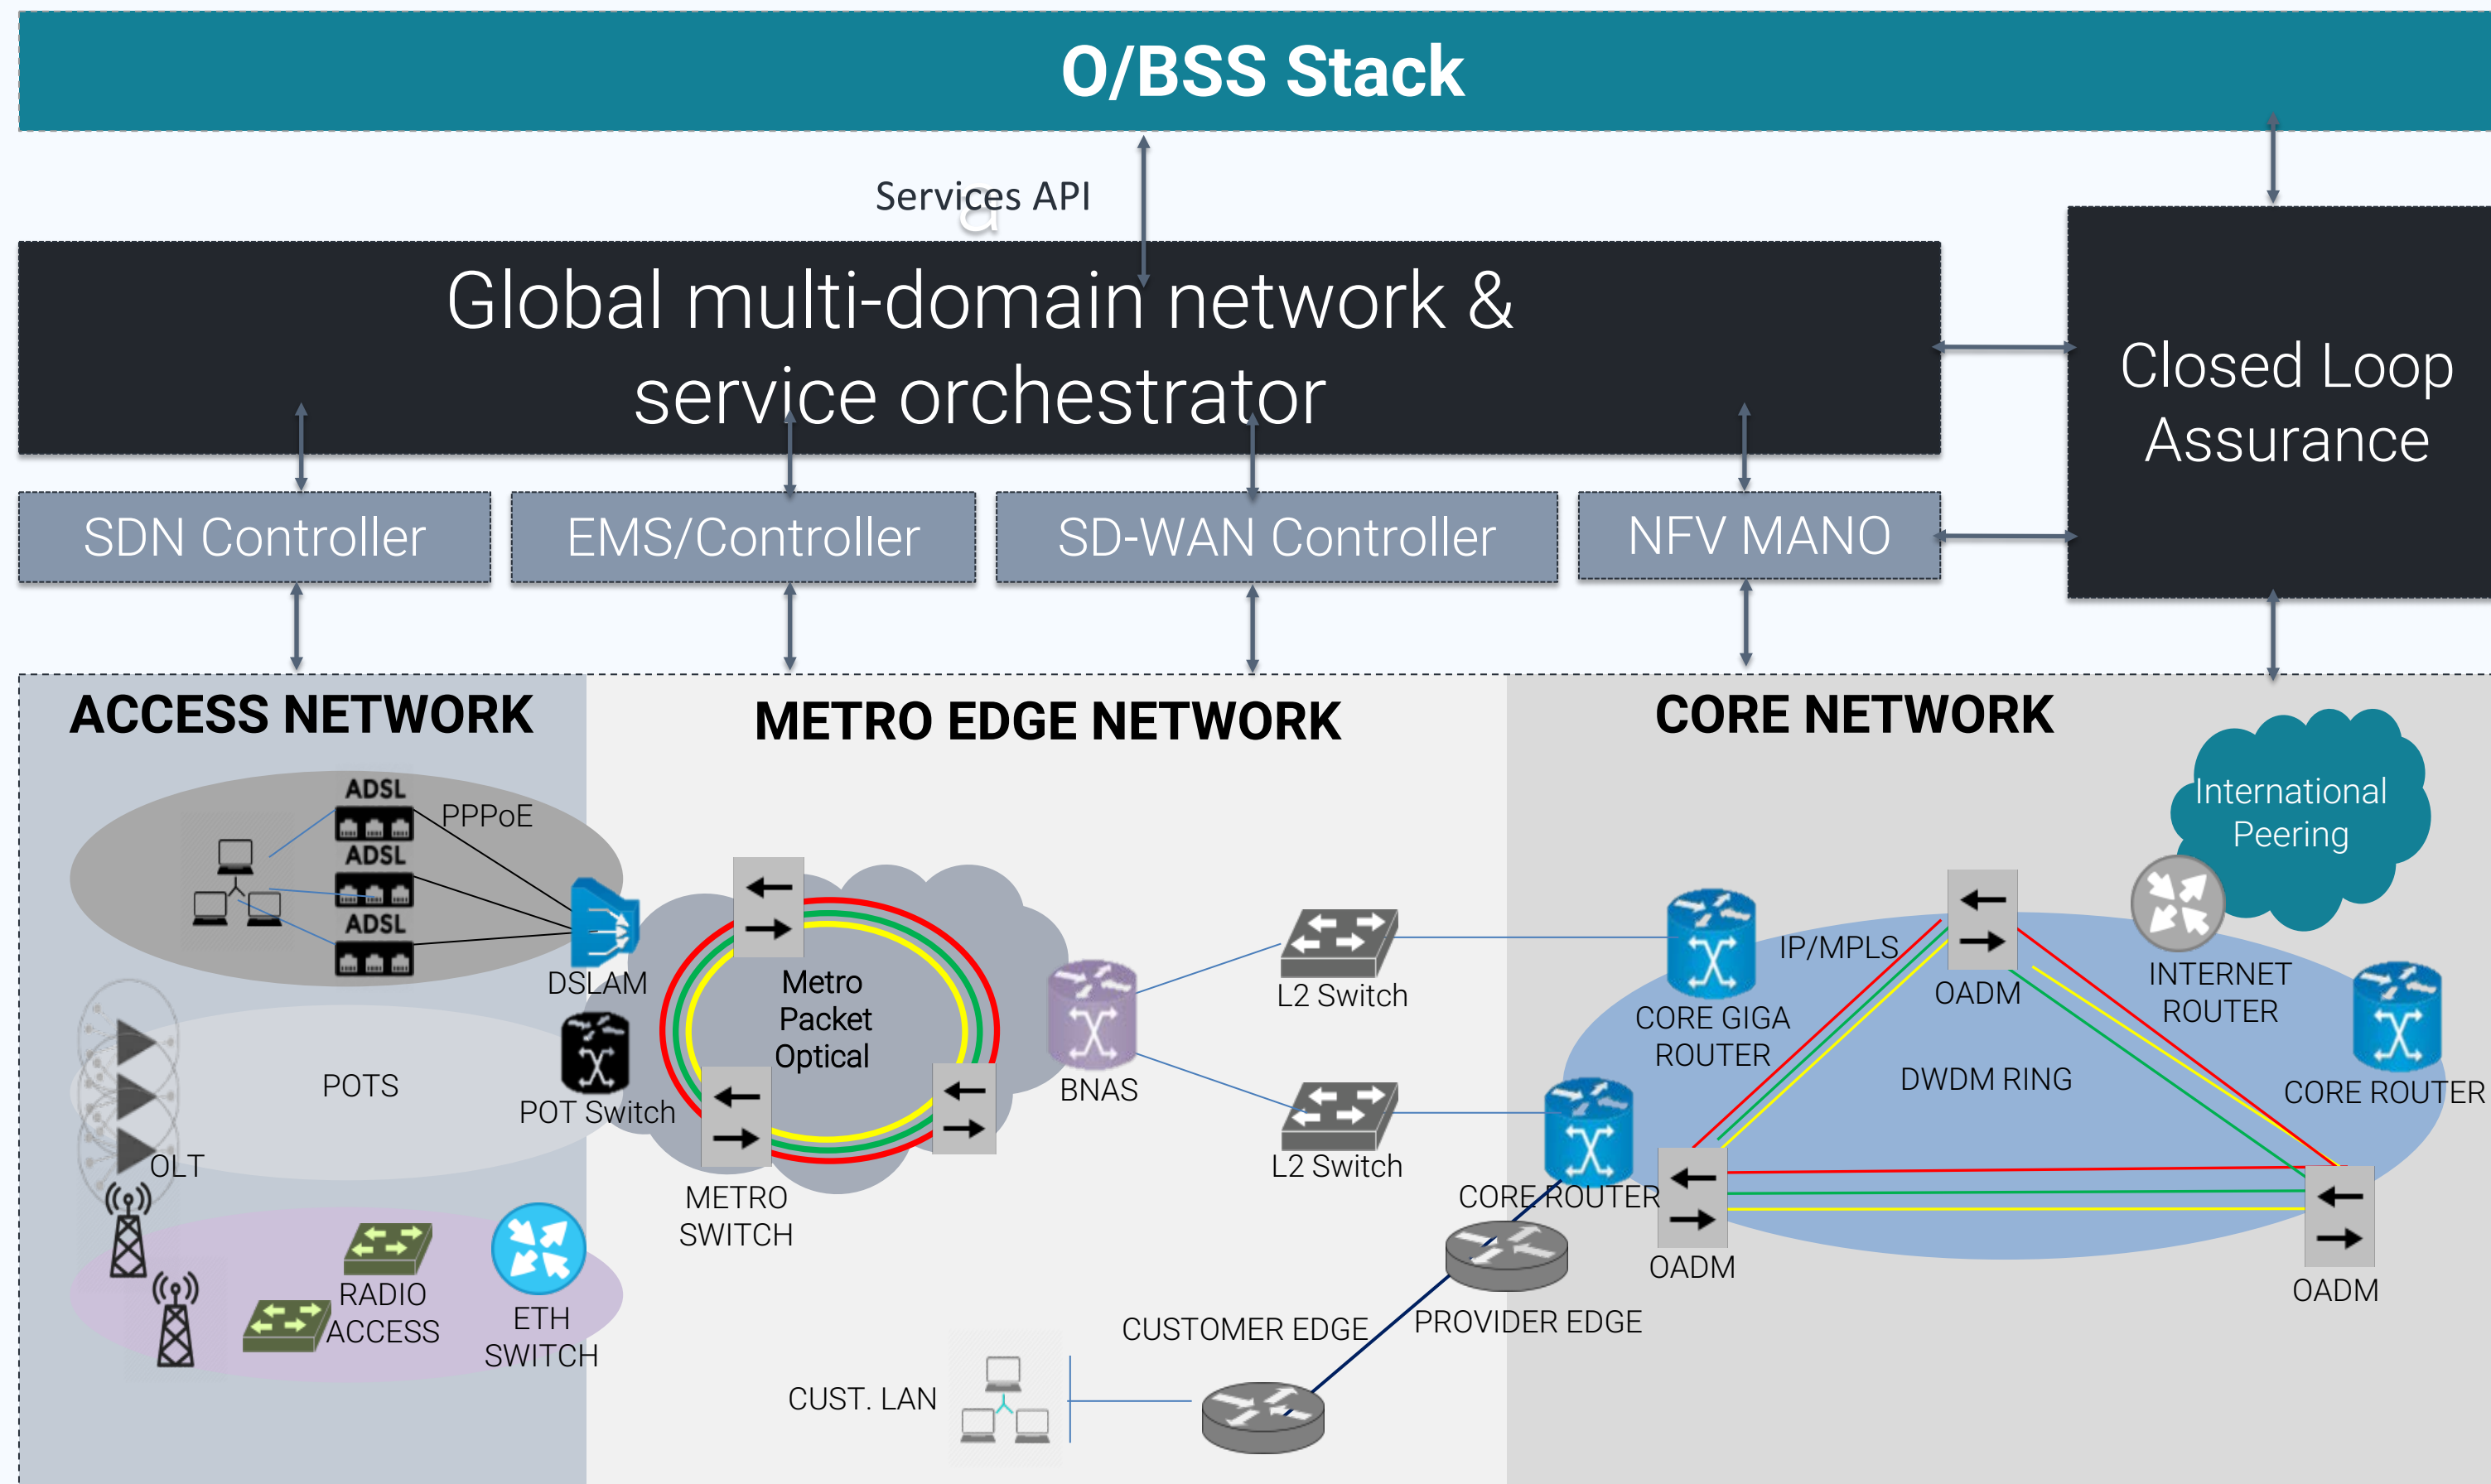 O/BSS Stack
Services API
a
Global multi-domain network &
service orchestrator
Closed Loop
Assurance
SDN Controller
EMS/Controller
SD-WAN Controller
NFV MANO
ACCESS NETWORK
METRO EDGE NETWORK
CORE NETWORK
ADSL
PPPoE
ADSL
ADSL
DSLAM
POTS
POT Switch
OLT
RADIO
ACCESS
ETH
SWITCH
Metro
Packet
Optical
METRO
SWITCH
BNAS
L2 Switch
L2 Switch
CUST. LAN
CUSTOMER EDGE
PROVIDER EDGE
International
Peering
IP/MPLS
CORE GIGA
ROUTER
OADM
INTERNET
ROUTER
DWDM RING
CORE ROUTER
CORE ROUTER
OADM
OADM